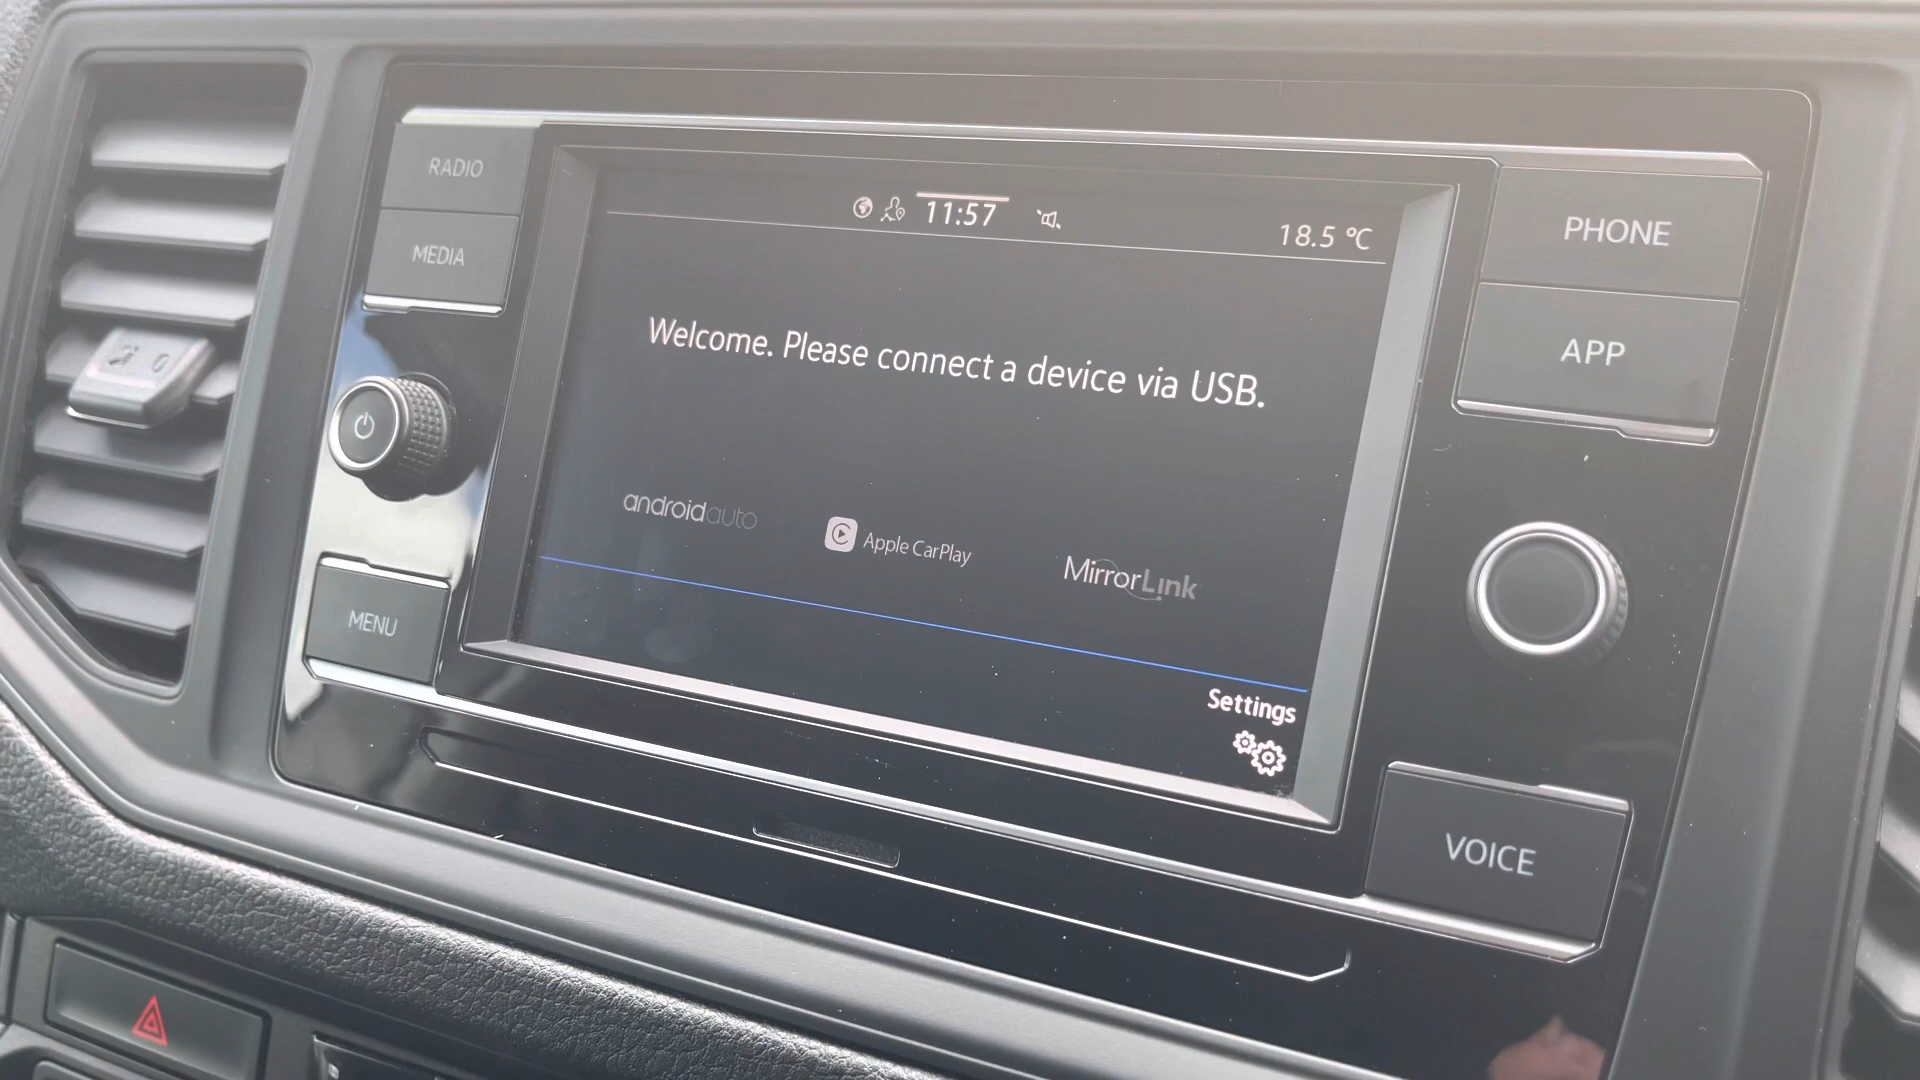 RADIO
MEDIA
11:57
18.5 °C
PHONE
APP
Welcome. Please connect a device via USB.
androidauto
Apple CarPlay
MirrorLink
MENU
Settings
VOICE